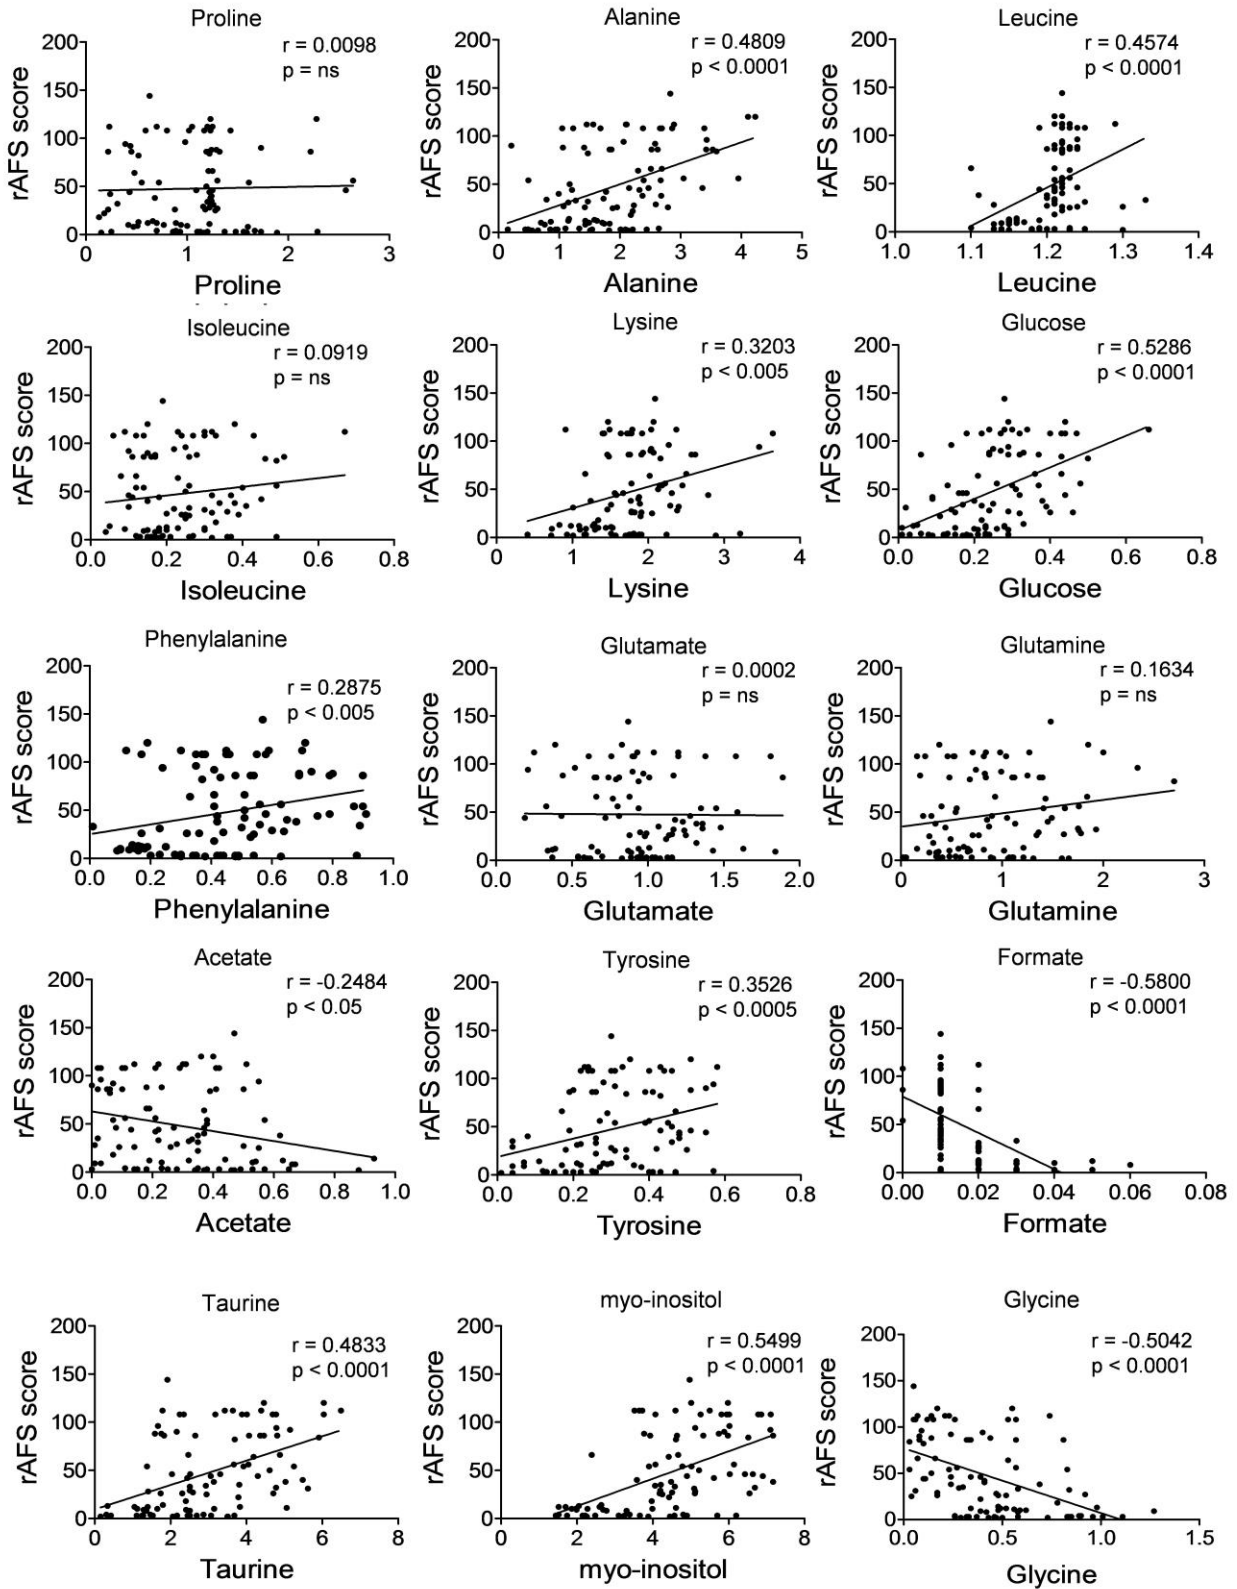 Proline
r = 0.0098
p = ns
rAFS score
200
150
100
50
0
0 1 2 3
Proline
Alanine
r = 0.4809
p < 0.0001
rAFS score
200
150
100
50
0
0 1 2 3 4 5
Alanine
Leucine
r = 0.4574
p < 0.0001
rAFS score
200
150
100
50
0
1.0 1.1 1.2 1.3 1.4
Leucine
Isoleucine
r = 0.0919
p = ns
rAFS score
200
150
100
50
0
0.0 0.2 0.4 0.6 0.8
Isoleucine
Lysine
r = 0.3203
p < 0.005
rAFS score
200
150
100
50
0
0 1 2 3 4
Lysine
Glucose
r = 0.5286
p < 0.0001
rAFS score
200
150
100
50
0
0.0 0.2 0.4 0.6 0.8
Glucose
Phenylalanine
r = 0.2875
p < 0.005
rAFS score
200
150
100
50
0
0.0 0.2 0.4 0.6 0.8 1.0
Phenylalanine
Glutamate
r = 0.0002
p = ns
rAFS score
200
150
100
50
0
0.0 0.5 1.0 1.5 2.0
Glutamate
Glutamine
r = 0.1634
p = ns
rAFS score
200
150
100
50
0
0 1 2 3
Glutamine
Acetate
r = -0.2484
p < 0.05
rAFS score
200
150
100
50
0
0.0 0.2 0.4 0.6 0.8 1.0
Acetate
Tyrosine
r = 0.3526
p < 0.0005
rAFS score
200
150
100
50
0
0.0 0.2 0.4 0.6 0.8
Tyrosine
Formate
r = -0.5800
p < 0.0001
rAFS score
200
150
100
50
0
0.00 0.02 0.04 0.06 0.08
Formate
Taurine
r = 0.4833
p < 0.0001
rAFS score
200
150
100
50
0
0 2 4 6 8
Taurine
myo-inositol
r = 0.5499
p < 0.0001
rAFS score
200
150
100
50
0
0 2 4 6 8
myo-inositol
Glycine
r = -0.5042
p < 0.0001
rAFS score
200
150
100
50
0
0.0 0.5 1.0 1.5
Glycine